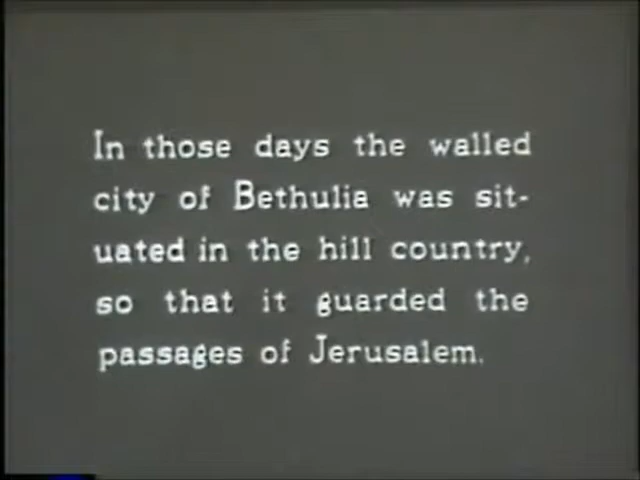 In those days the walled
city of Bethulia was sit-
uated in the hill country,
so that it guarded the
passages of Jerusalem.